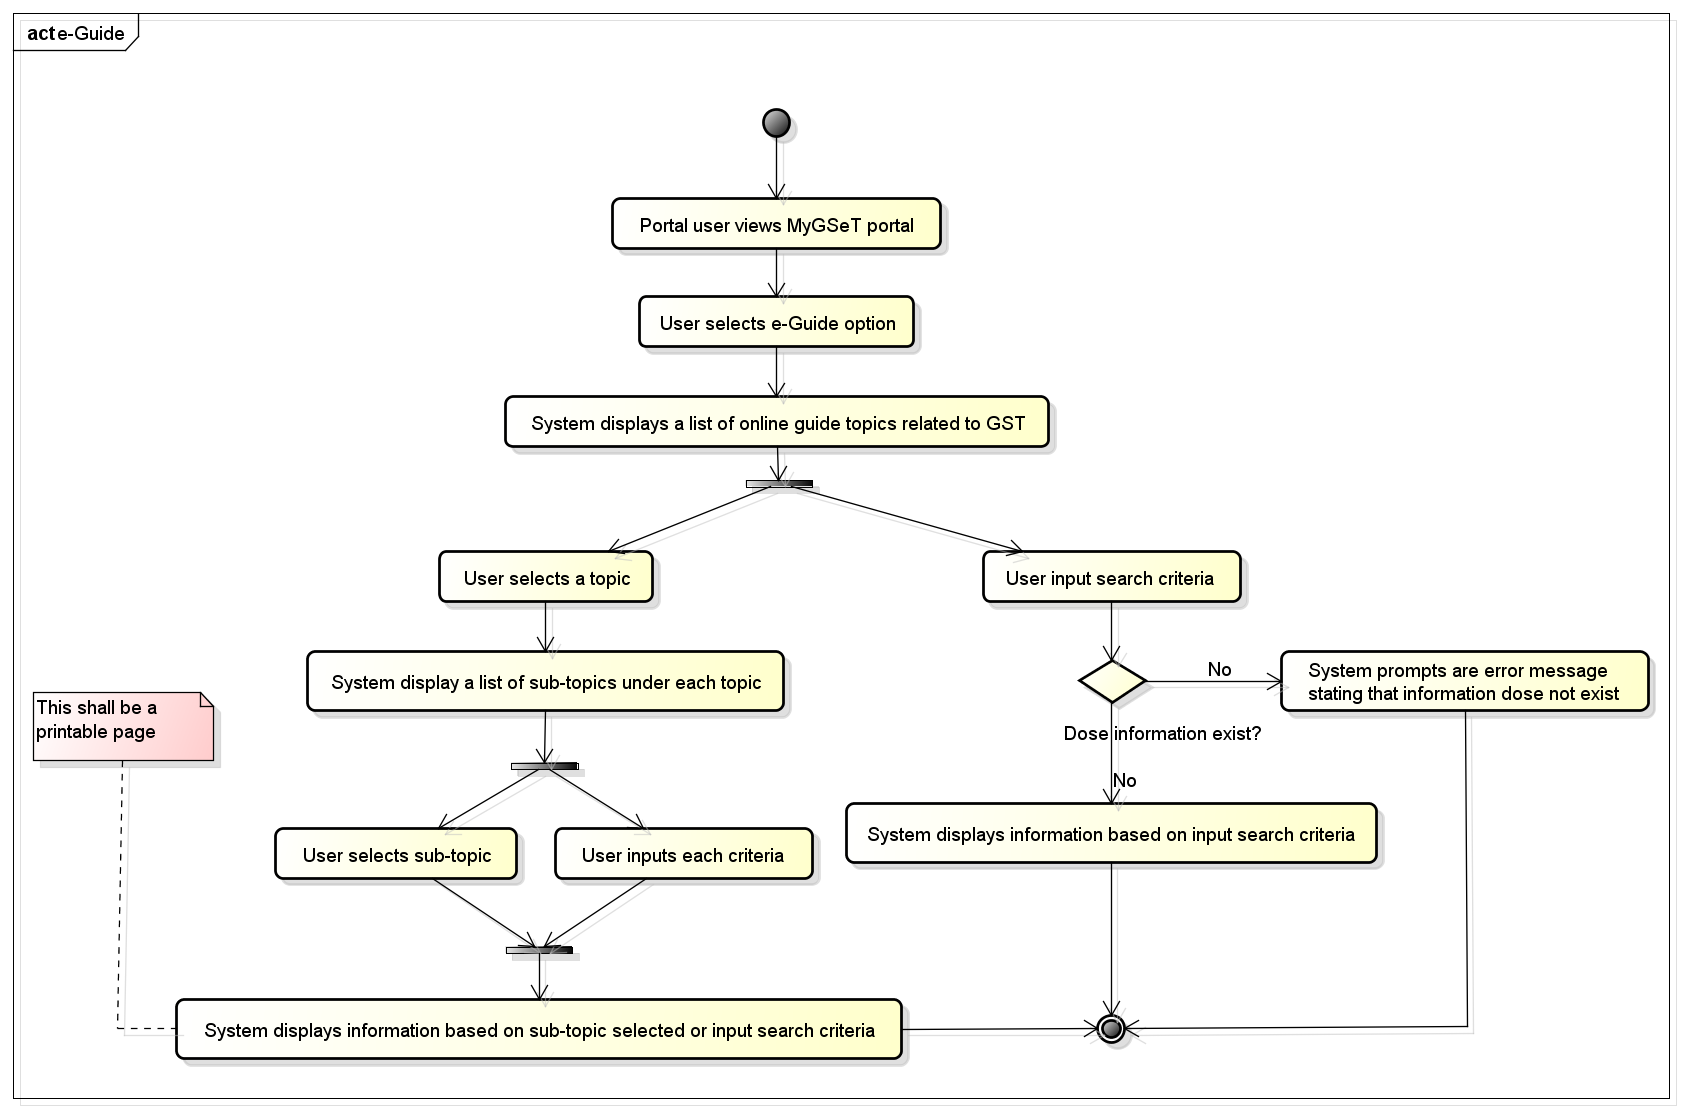 act e-Guide
Portal user views MyGSeT portal
User selects e-Guide option
System displays a list of online guide topics related to GST
User selects a topic
User input search criteria
System display a list of sub-topics under each topic
No
System prompts are error message
stating that information dose not exist
This shall be a
printable page
Dose information exist?
No
User selects sub-topic
User inputs each criteria
System displays information based on input search criteria
System displays information based on sub-topic selected or input search criteria